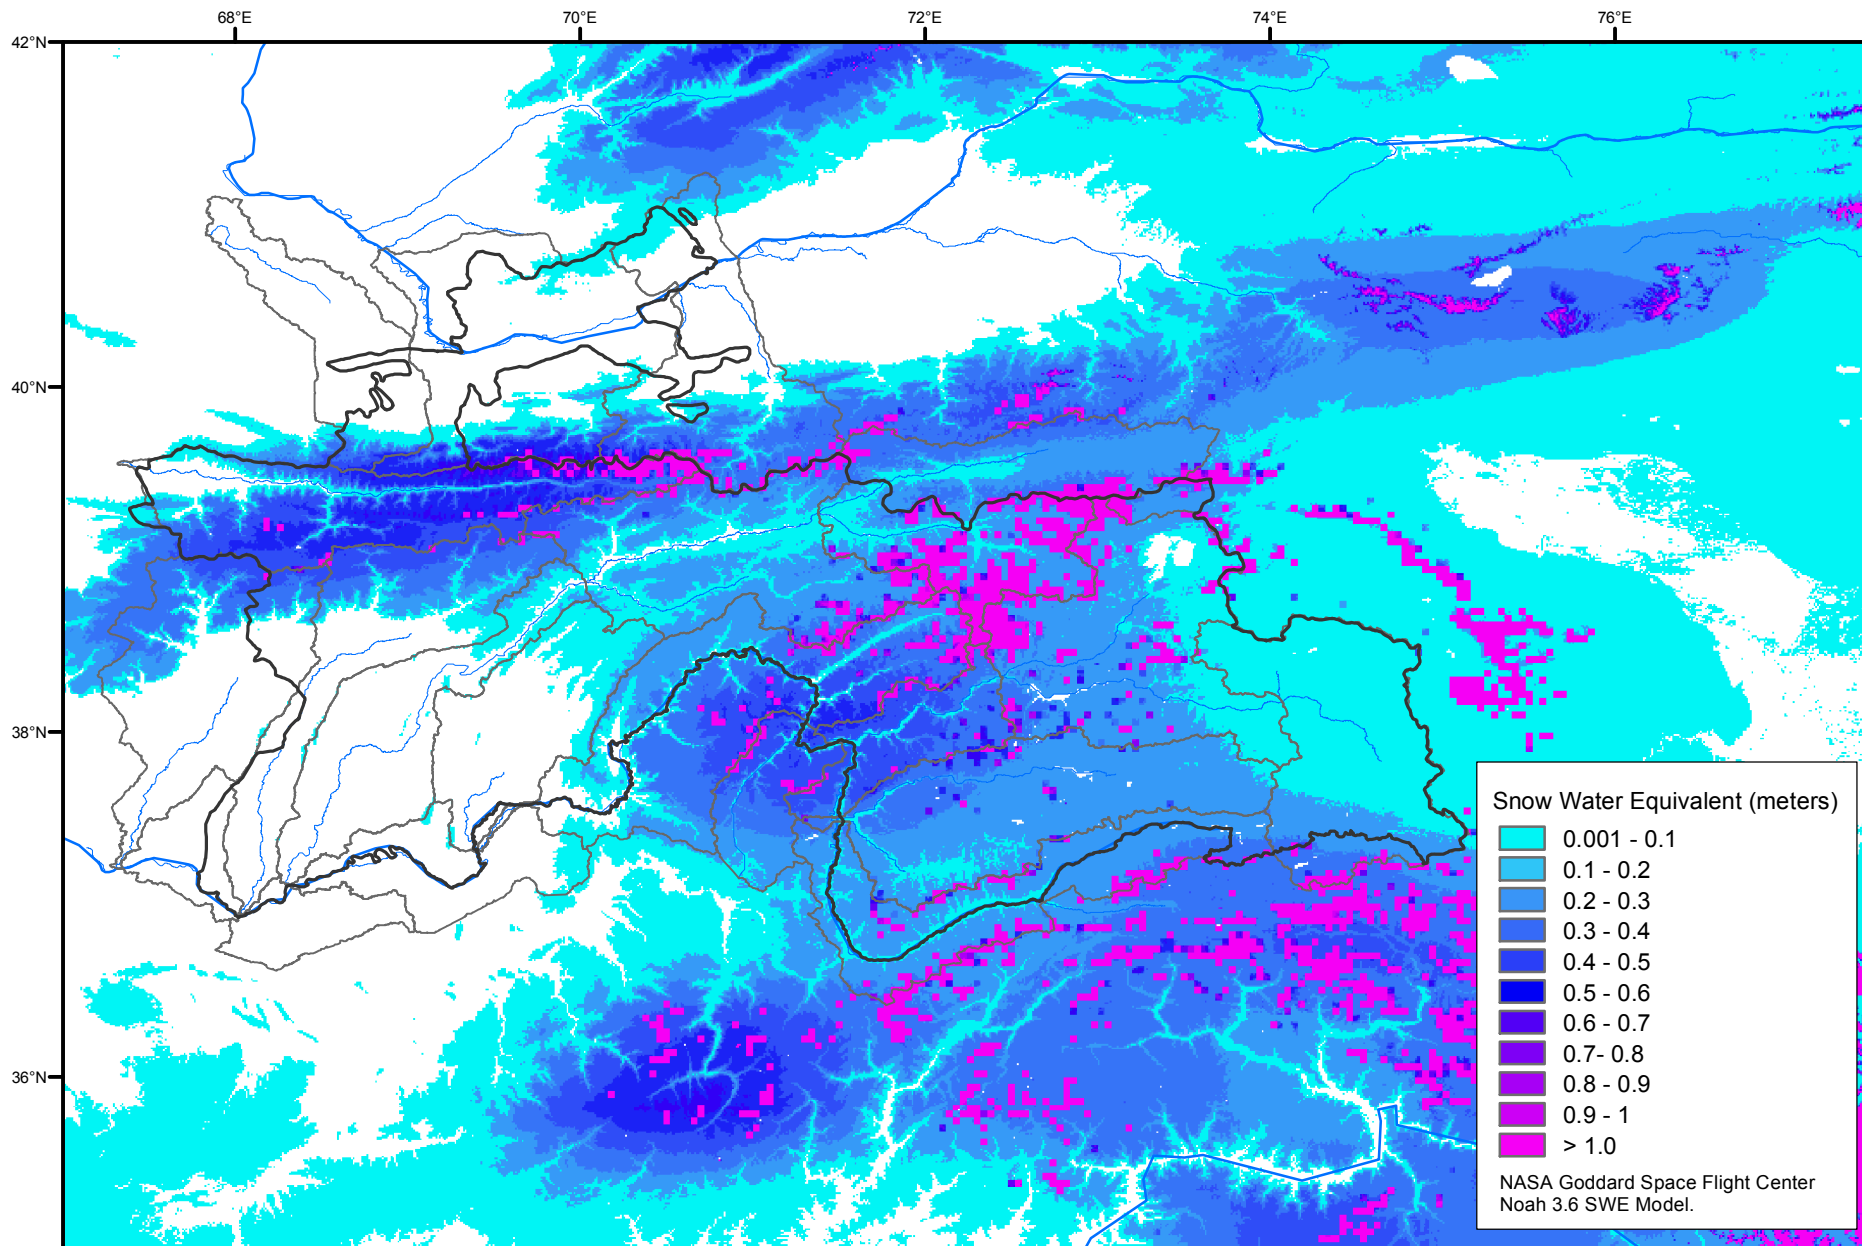 68°E
70°E
72°E
74°E
76°E
42°N
40°N
38°N
36°N
Snow Water Equivalent (meters)
0.001 - 0.1
0.1 - 0.2
0.2 - 0.3
0.3 - 0.4
0.4 - 0.5
0.5 - 0.6
0.6 - 0.7
0.7- 0.8
0.8 - 0.9
0.9 - 1
> 1.0
NASA Goddard Space Flight Center
Noah 3.6 SWE Model.